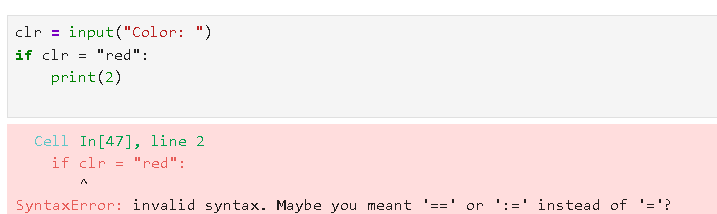 clr = input("Color: ")
if clr = "red":
    print(2)
Cell In[47], line 2
if clr = "red":
^
SyntaxError: invalid syntax. Maybe you meant '==' or ':=' instead of '='?